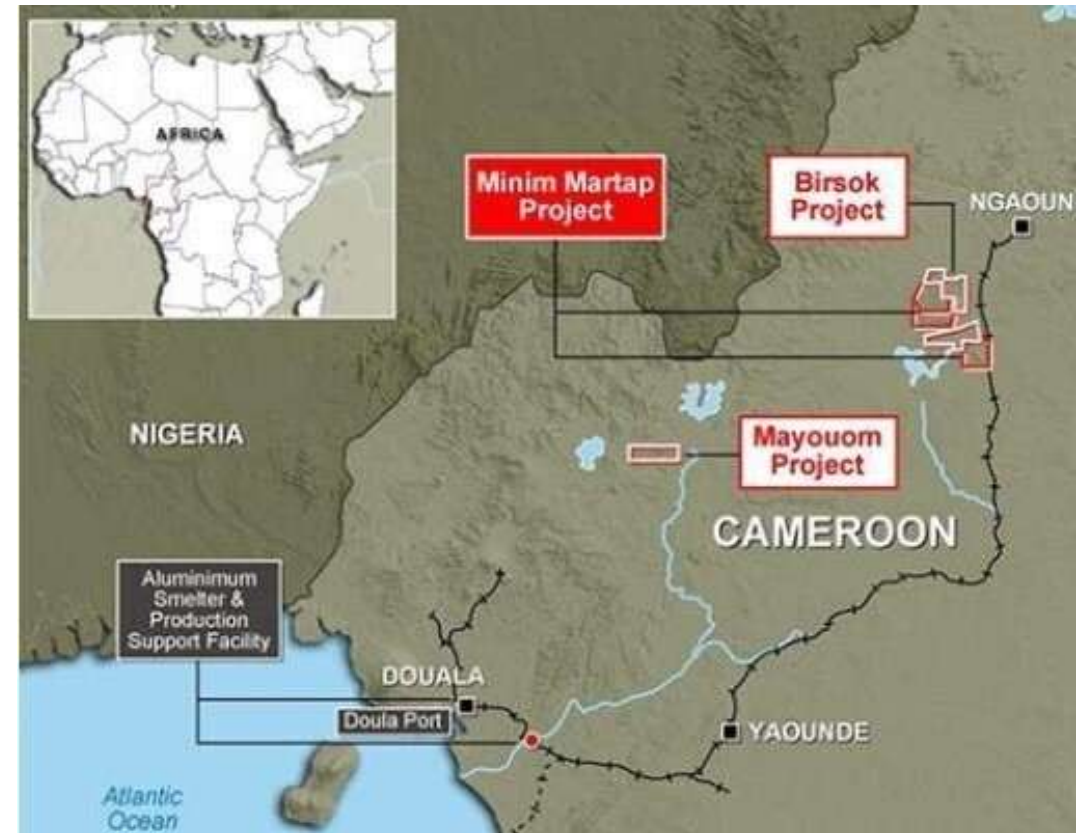 AFRICA
Minim Martap
Project
Birsok
Project
NGAOUN
NIGERIA
Mayouom
Project
CAMEROON
Aluminimum
Smelter &
Production
Support Facility
DOUALA
Doula Port
YAOUNDE
Atlantic
Ocean